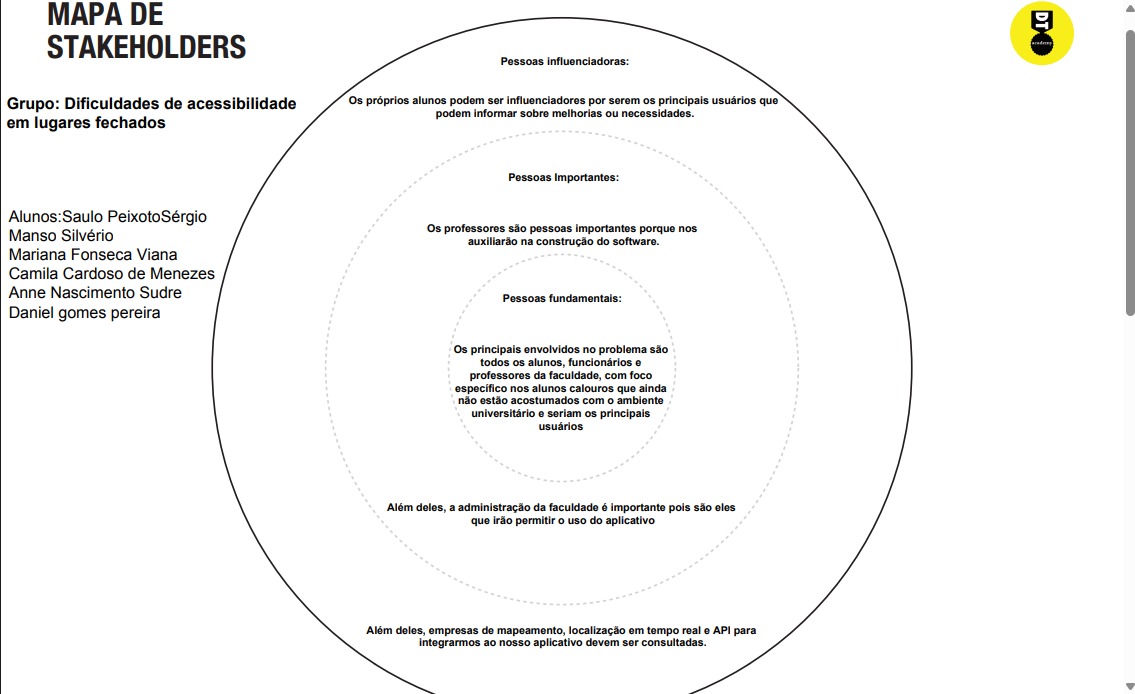 MAPA DE
STAKEHOLDERS
Grupo: Dificuldades de acessibilidade
em lugares fechados
Alunos:Saulo PeixotoSérgio
Manso Silvério
Mariana Fonseca Viana
Camila Cardoso de Menezes
Anne Nascimento Sudre
Daniel gomes pereira
Pessoas influenciadoras:
Os próprios alunos podem ser influenciadores por serem os principais usuários que
podem informar sobre melhorias ou necessidades.
Pessoas Importantes:
Os professores são pessoas importantes porque nos
auxiliarão na construção do software.
Pessoas fundamentais:
Os principais envolvidos no problema são
todos os alunos, funcionários e
professores da faculdade, com foco
específico nos alunos calouros que ainda
não estão acostumados com o ambiente
universitário e seriam os principais
usuários
Além deles, a administração da faculdade é importante pois são eles
que irão permitir o uso do aplicativo
Além deles, empresas de mapeamento, localização em tempo real e API para
integrarmos ao nosso aplicativo devem ser consultadas.
DT
academy